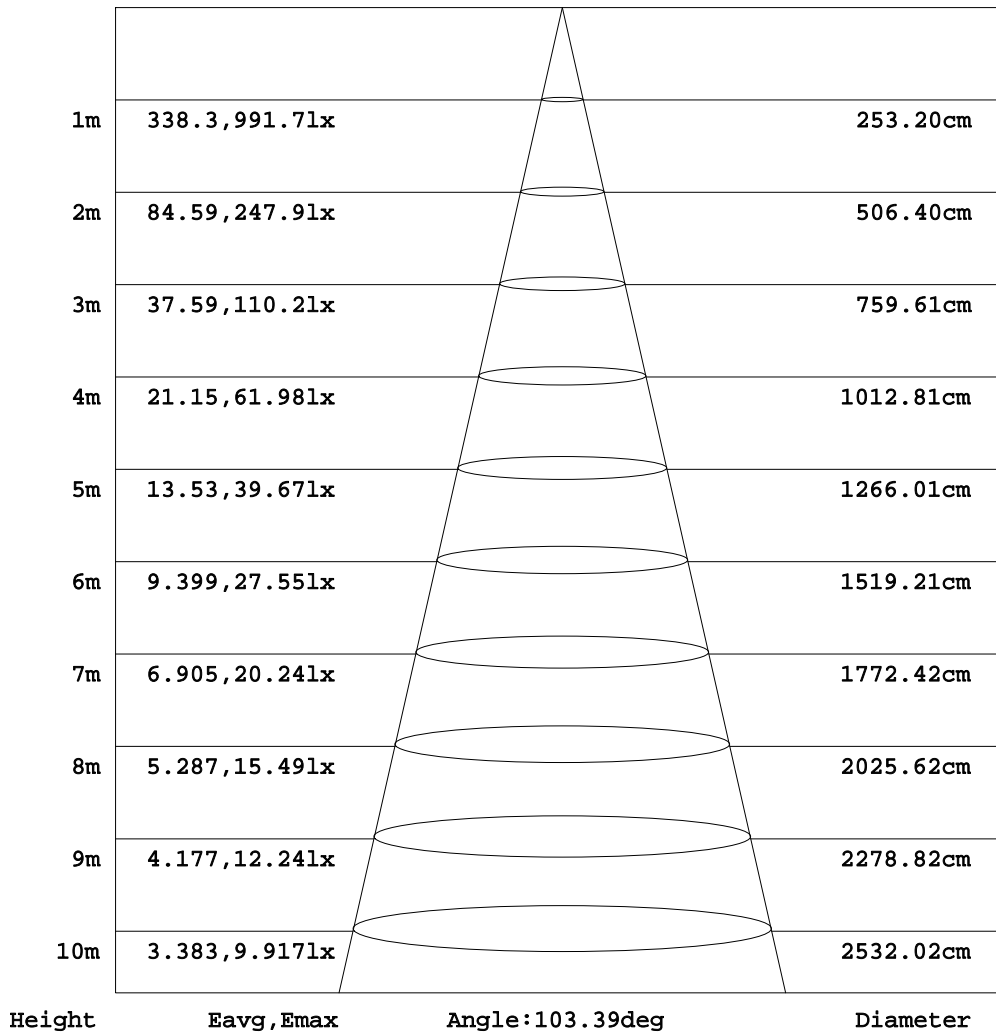 1m 338.3,991.7lx 253.20cm
2m 84.59,247.9lx 506.40cm
3m 37.59,110.2lx 759.61cm
4m 21.15,61.98lx 1012.81cm
5m 13.53,39.67lx 1266.01cm
6m 9.399,27.55lx 1519.21cm
7m 6.905,20.24lx 1772.42cm
8m 5.287,15.49lx 2025.62cm
9m 4.177,12.24lx 2278.82cm
10m 3.383,9.917lx 2532.02cm
Height Eavg,Emax Angle:103.39deg Diameter